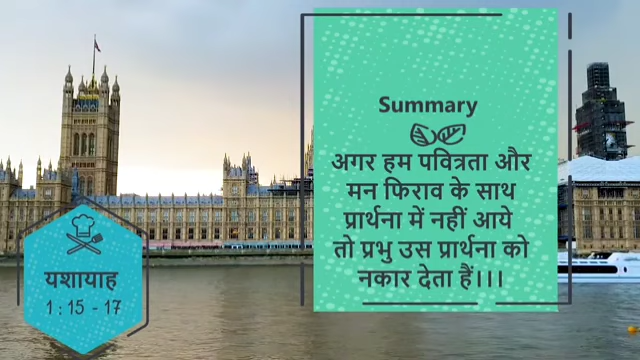 Summary
अगर हम पवित्रता और
मन फिराव के साथ
प्रार्थना में नहीं आये
तो प्रभु उस प्रार्थना को
नकार देता हैं।।।
यशायाह
1:15 - 17